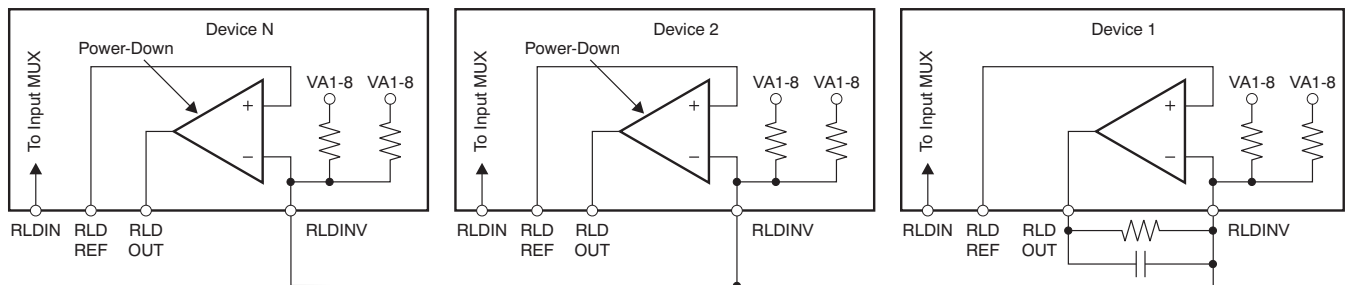 Device N
Power-Down
To Input MUX
VA1-8 VA1-8
+
−
RLDIN RLD REF RLD OUT RLDINV
Device 2
Power-Down
To Input MUX
VA1-8 VA1-8
+
−
RLDIN RLD REF RLD OUT RLDINV
Device 1
To Input MUX
VA1-8 VA1-8
+
−
RLDIN RLD REF RLD OUT RLDINV